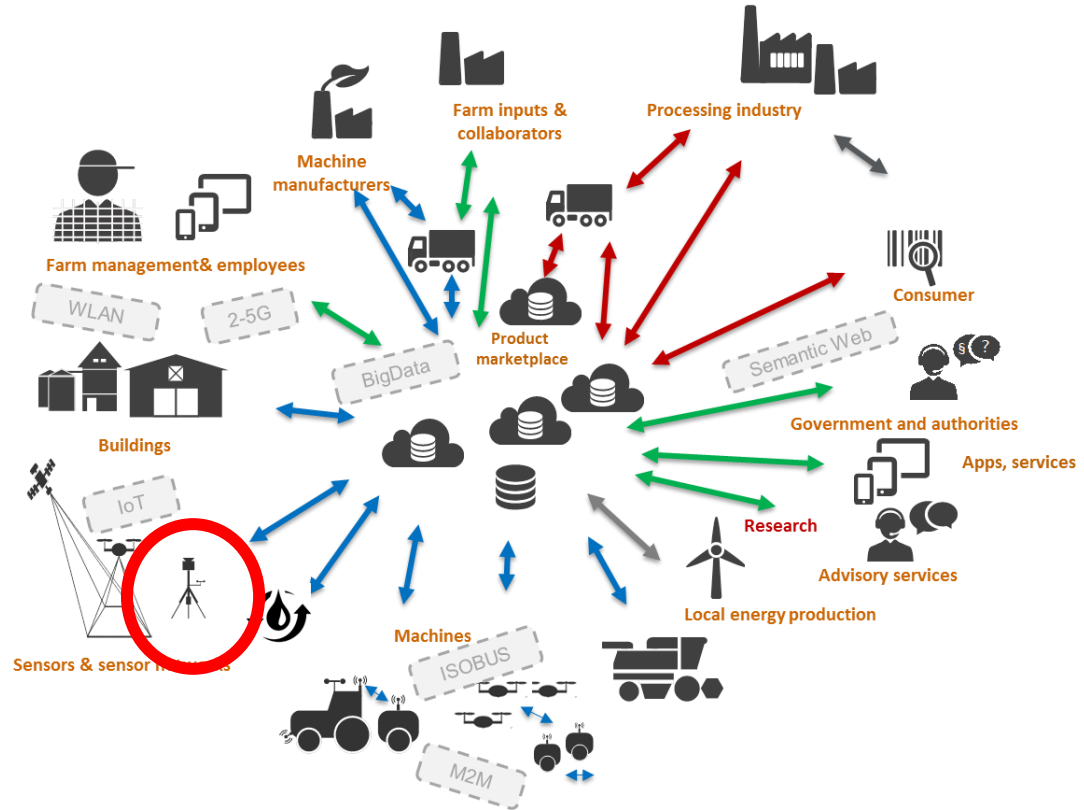 Farm inputs &
collaborators
Processing industry
Machine
manufacturers
Farm management& employees
WLAN
2-5G
BigData
Product
marketplace
Consumer
Semantic Web
§
?
Government and authorities
Buildings
Apps, services
IoT
Research
Advisory services
Local energy production
Machines
ISOBUS
Sensors & sensor networks
M2M